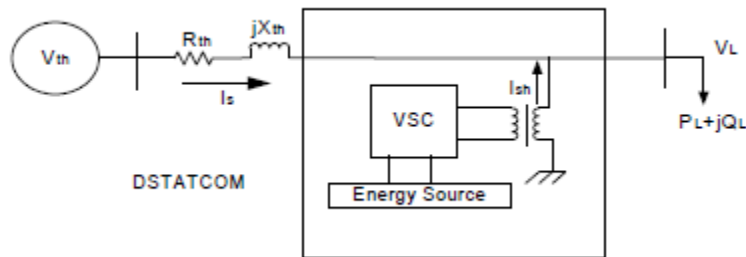 Vth
Rth
jXth
Is
VSC
Ish
VL
PL+jQL
DSTATCOM
Energy Source